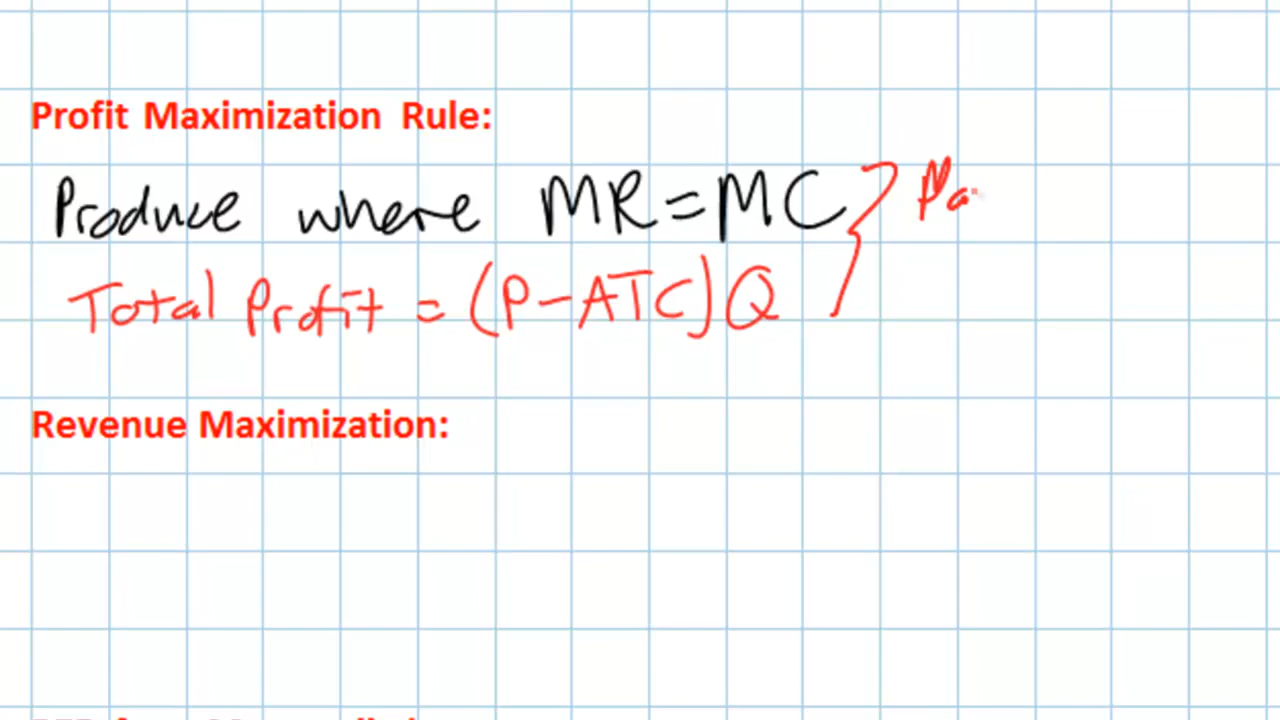 Profit Maximization Rule:
Produce where MR=MC
Total Profit = (P-ATC)Q
Revenue Maximization: